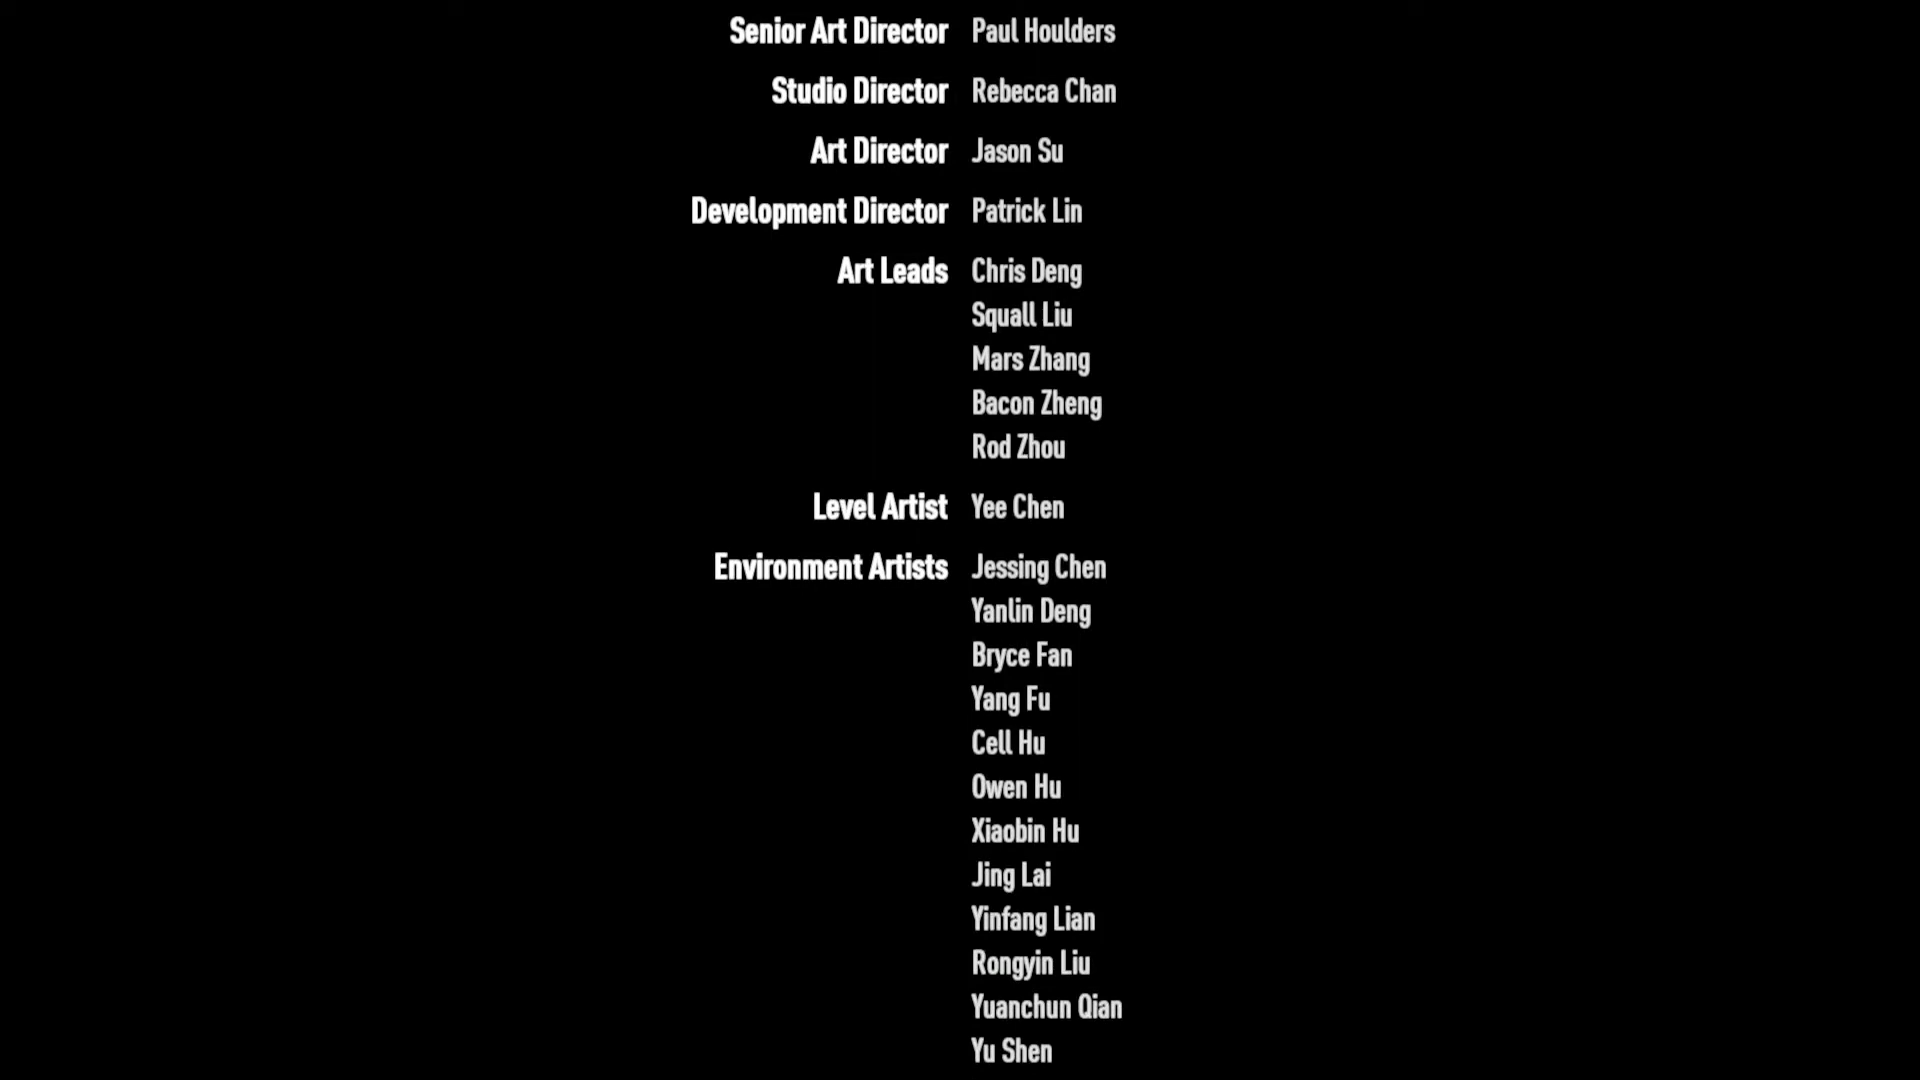 Senior Art Director Paul Houlders
Studio Director Rebecca Chan
Art Director Jason Su
Development Director Patrick Lin
Art Leads Chris Deng
Squall Liu
Mars Zhang
Bacon Zheng
Rod Zhou
Level Artist Yee Chen
Environment Artists Jessing Chen
Yanlin Deng
Bryce Fan
Yang Fu
Cell Hu
Owen Hu
Xiaobin Hu
Jing Lai
Yinfang Lian
Rongyin Liu
Yuanchun Qian
Yu Shen